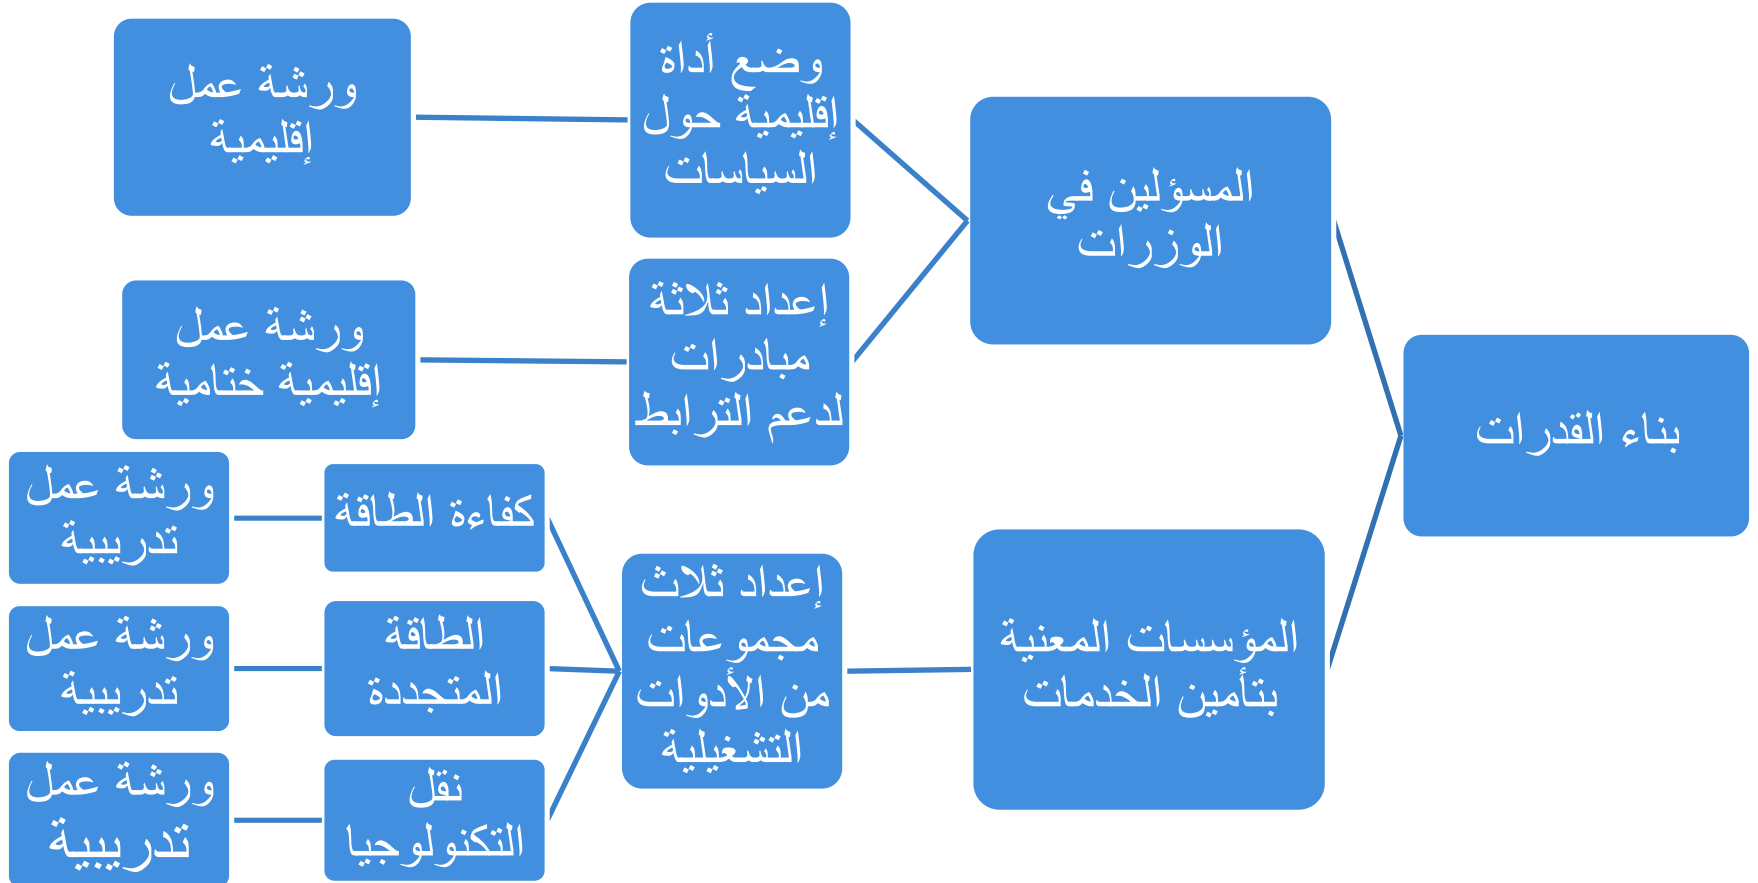 بناء القدرات
المسؤلين في
الوزرات
وضع أداة
إقليمية حول
السياسات
ورشة عمل
إقليمية
إعداد ثلاثة
مبادرات
لدعم الترابط
ورشة عمل
إقليمية ختامية
المؤسسات المعنية
بتأمين الخدمات
إعداد ثلاث
مجموعات
من الأدوات
التشغيلية
كفاءة الطاقة
ورشة عمل
تدريبية
الطاقة
المتجددة
ورشة عمل
تدريبية
نقل
التكنولوجيا
ورشة عمل
تدريبية